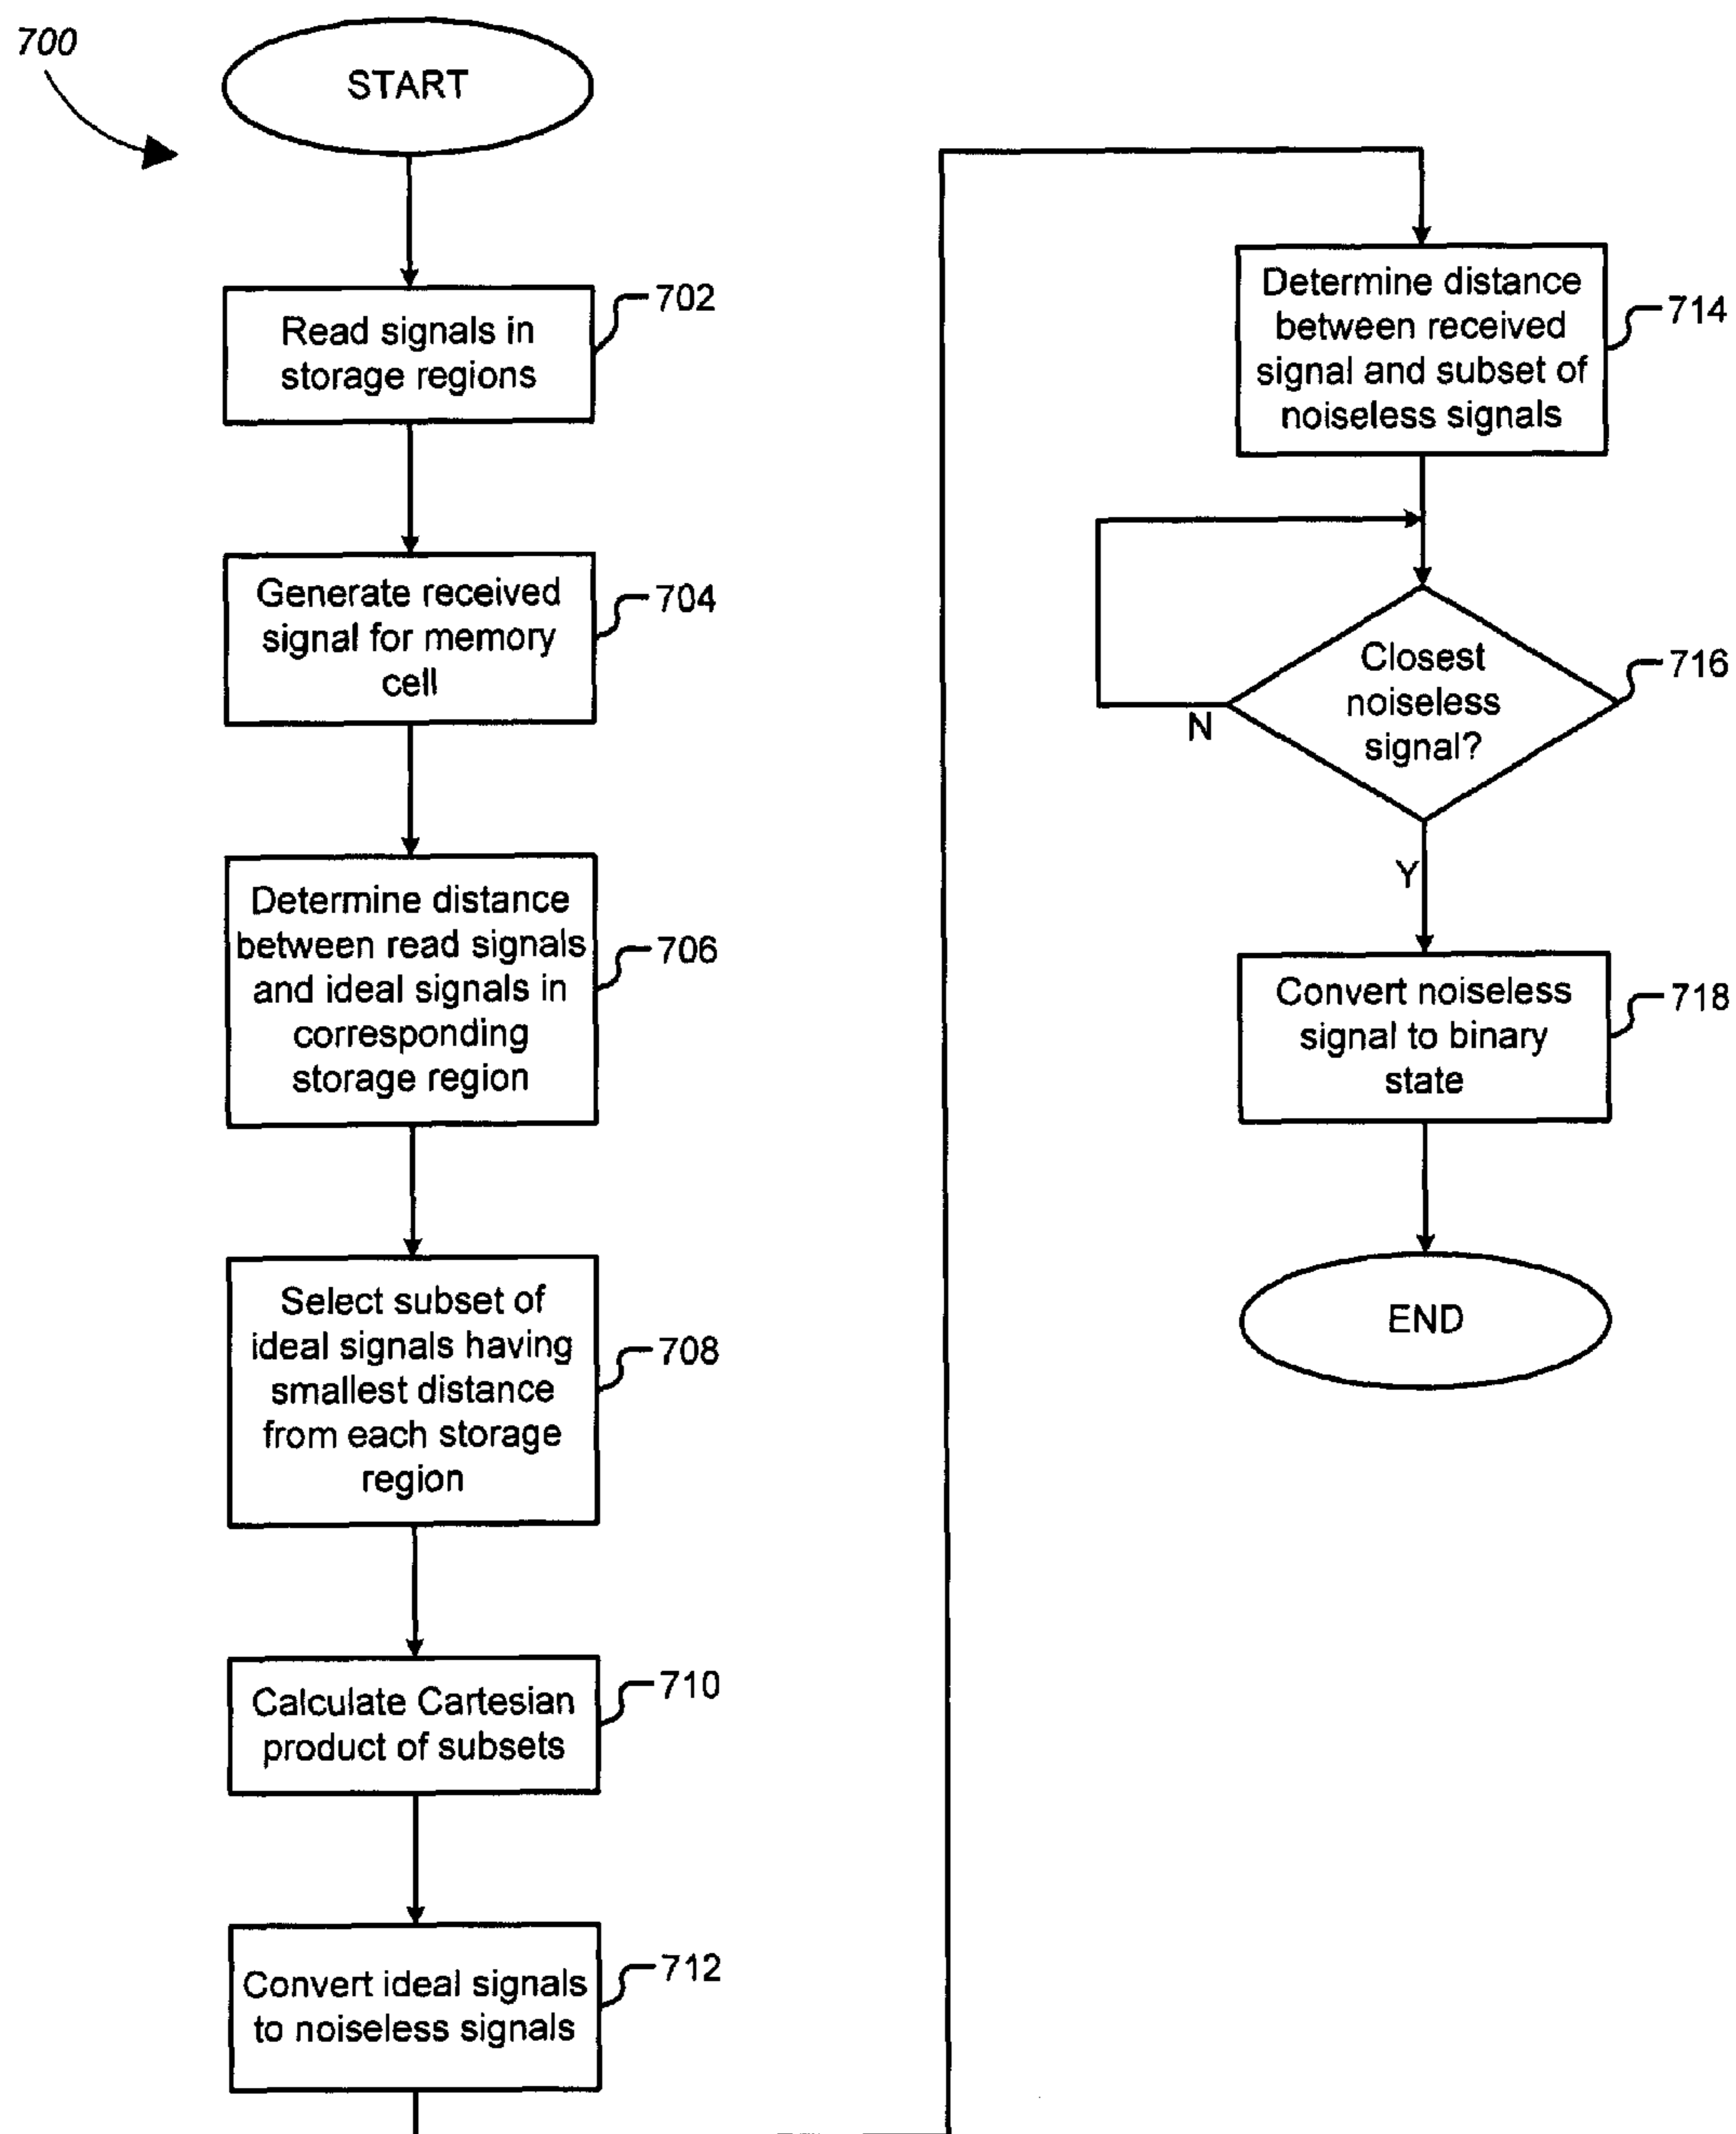 700
START
702
Read signals in
storage regions
704
Generate received
signal for memory
cell
706
Determine distance
between read signals
and ideal signals in
corresponding
storage region
708
Select subset of
ideal signals having
smallest distance
from each storage
region
710
Calculate Cartesian
product of subsets
712
Convert ideal signals
to noiseless signals
714
Determine distance
between received
signal and subset of
noiseless signals
716
Closest
noiseless
signal?
N
Y
718
Convert noiseless
signal to binary
state
END